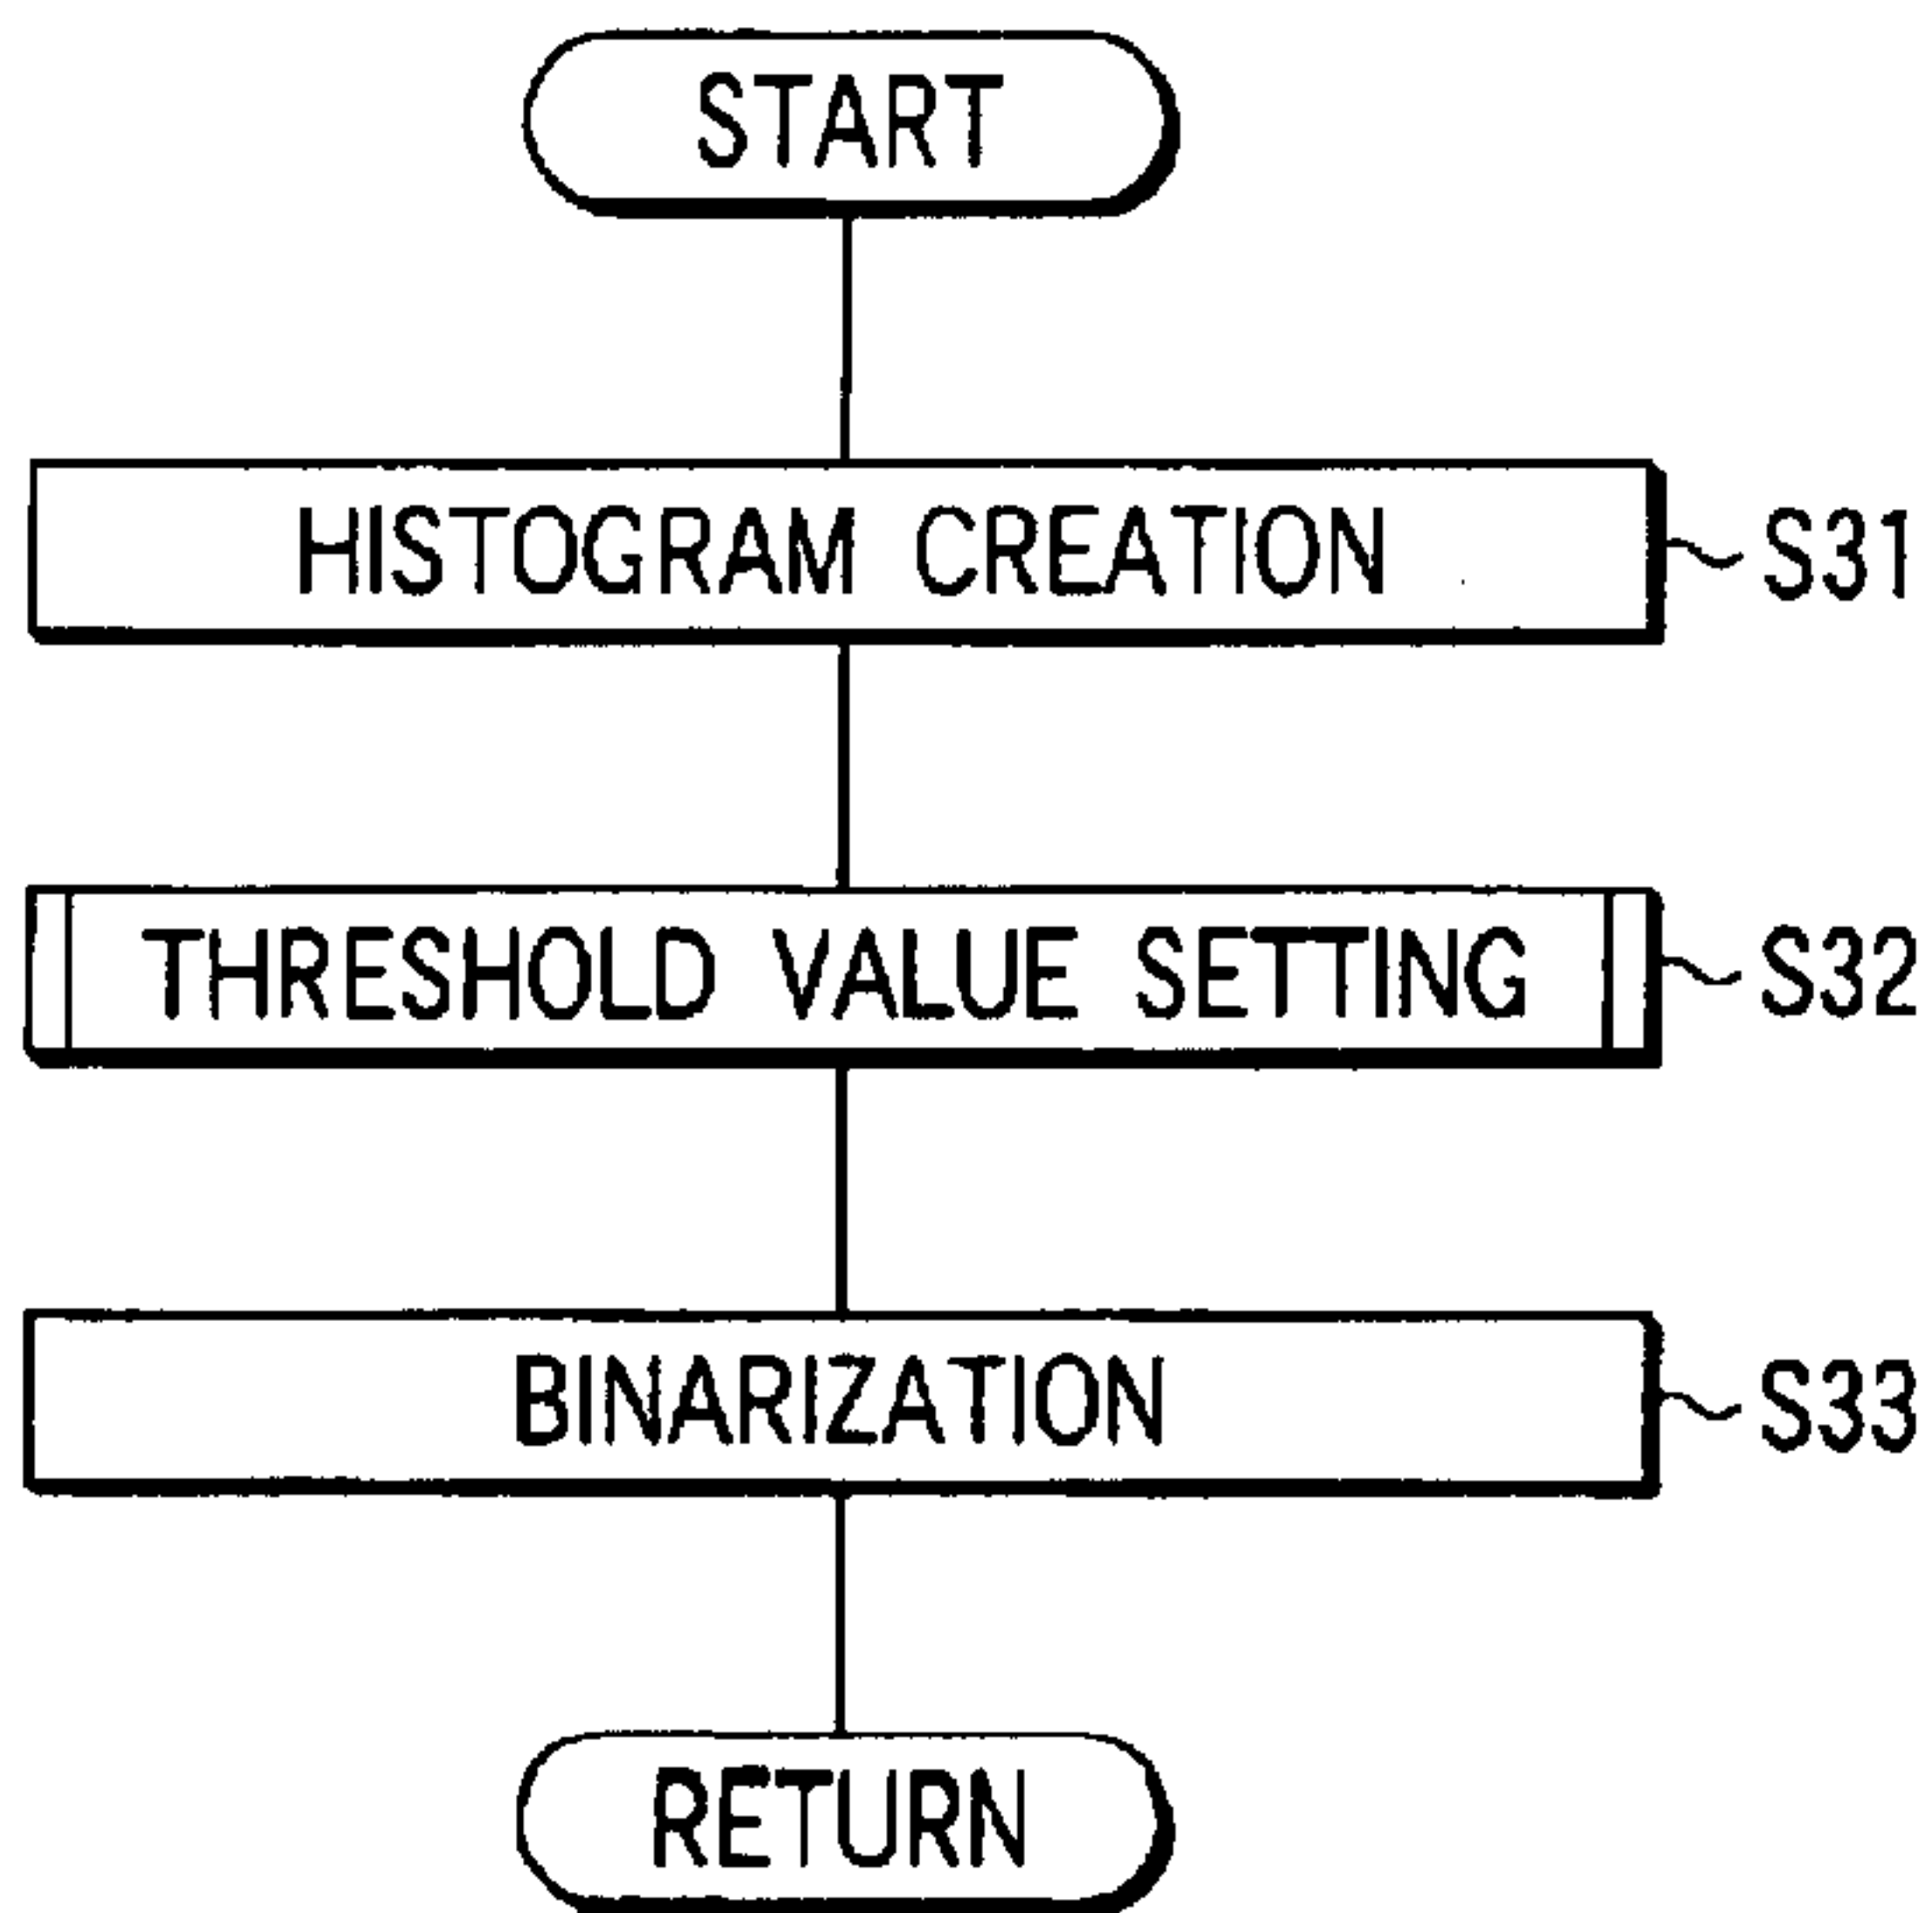 START
HISTOGRAM CREATION
S31
THRESHOLD VALUE SETTING
S32
BINARIZATION
S33
RETURN